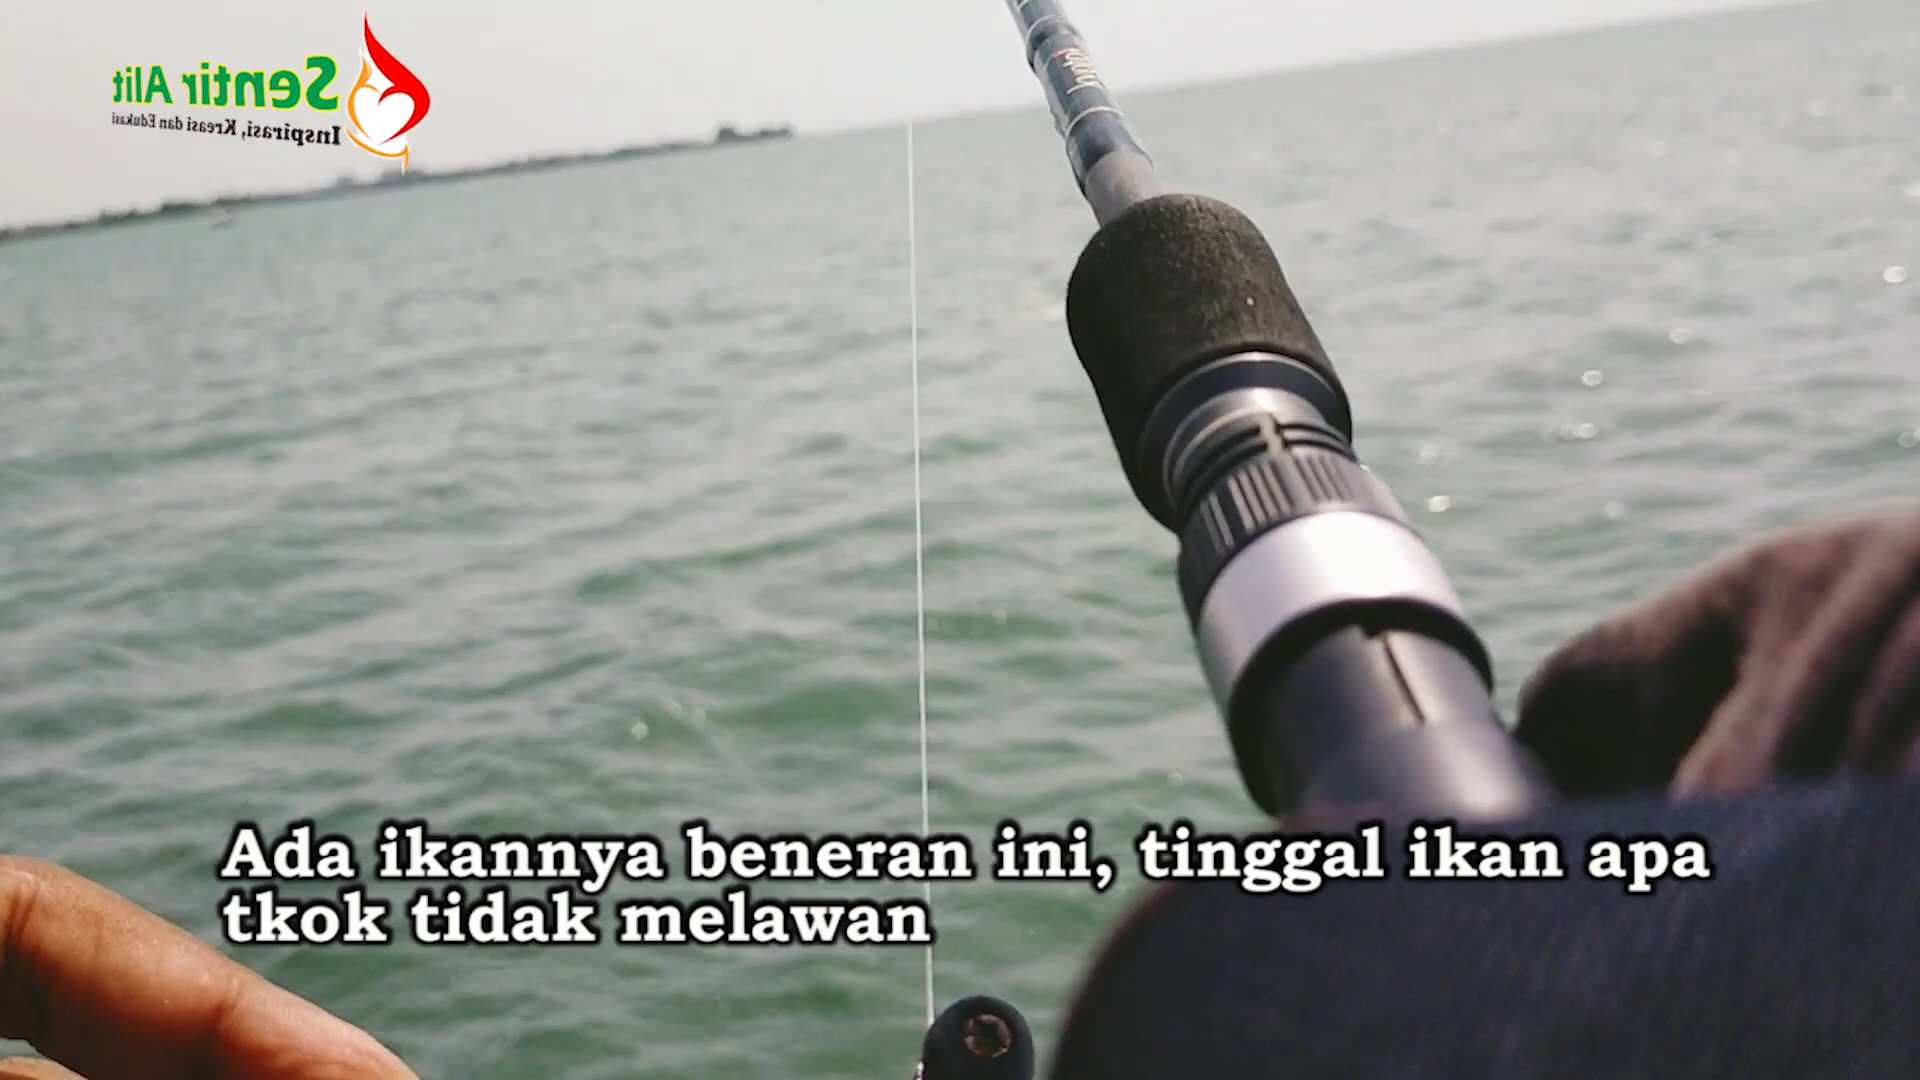 Sentir Alit
Inspirasi, Kreasi dan Edukasi
Ada ikannya beneran ini, tinggal ikan apa
tkok tidak melawan